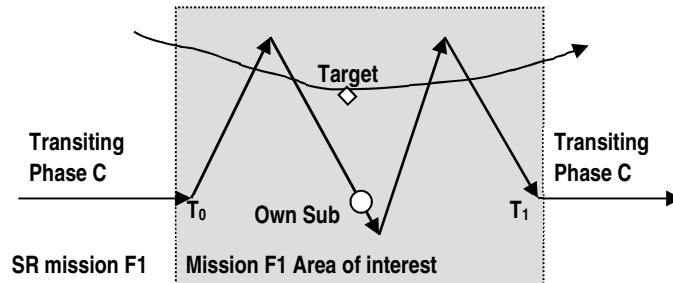 Target
Transiting
Phase C
Transiting
Phase C
T0
Own Sub
T1
SR mission F1
Mission F1 Area of interest